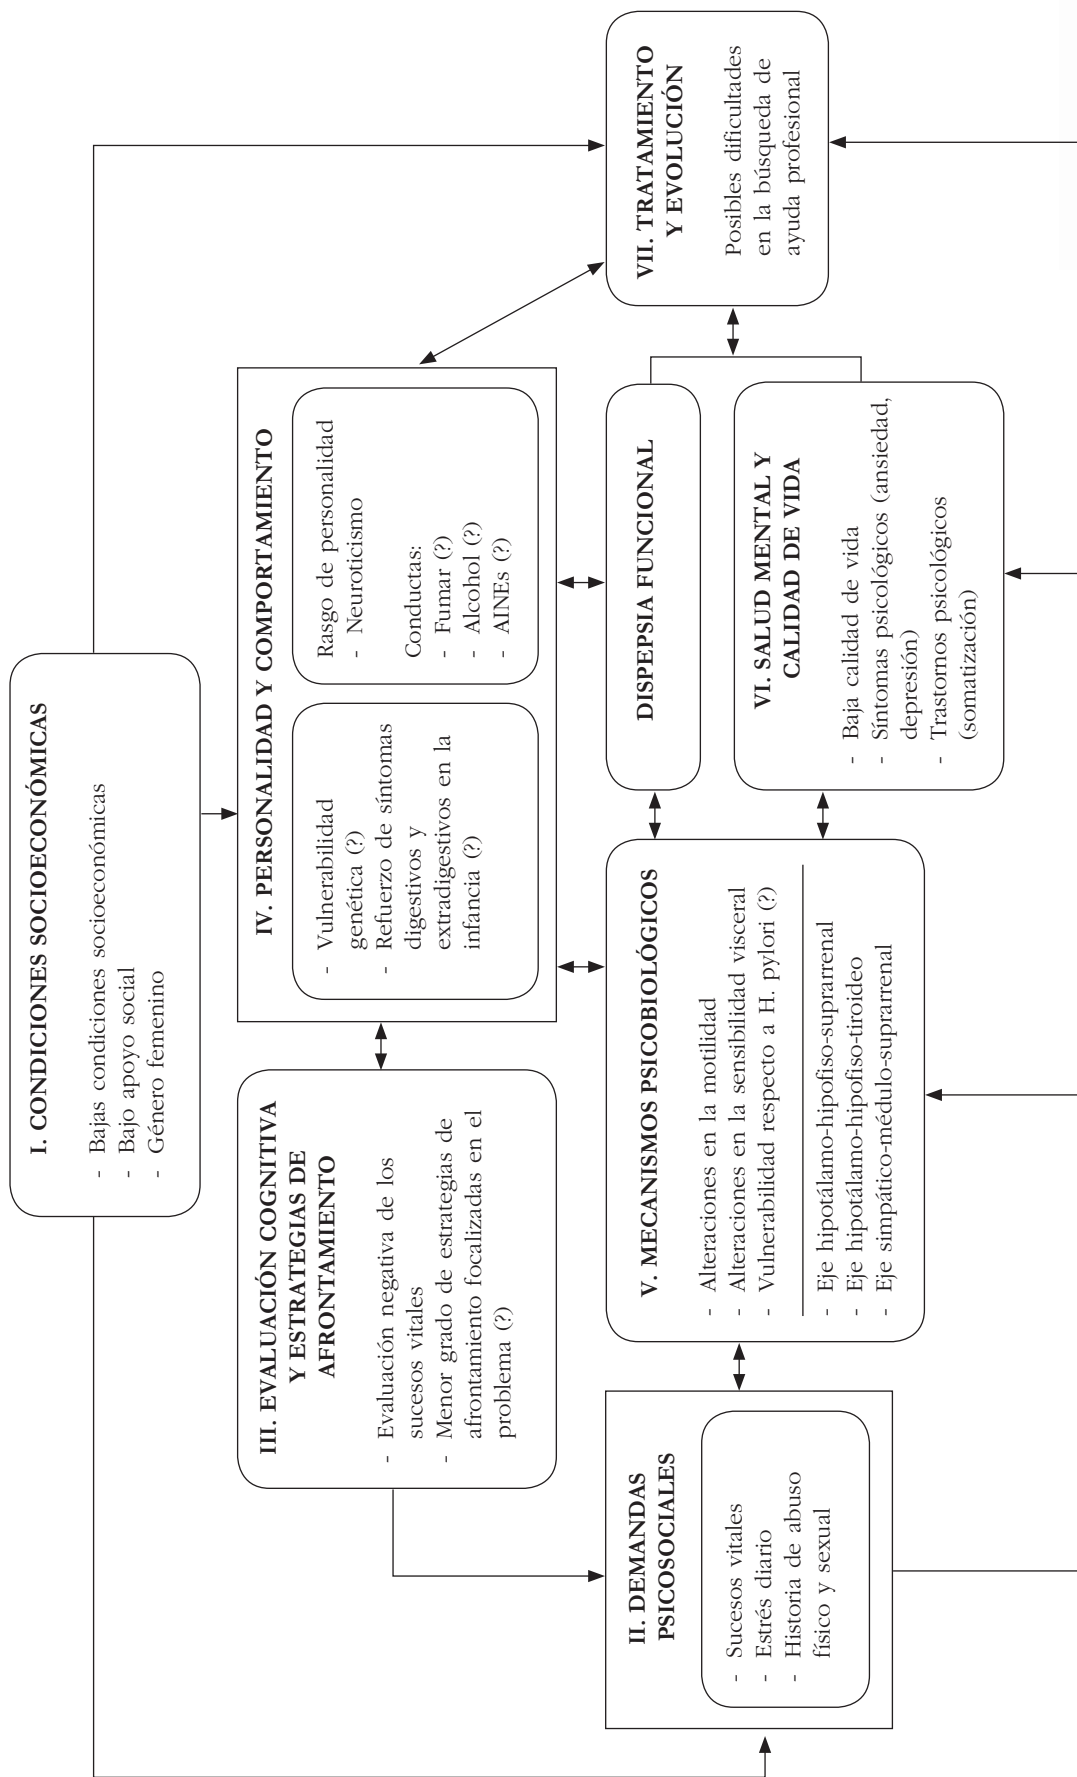 I. CONDICIONES SOCIOECONÓMICAS
- Bajas condiciones socioeconómicas
- Bajo apoyo social
- Género femenino
III. EVALUACIÓN COGNITIVA
Y ESTRATEGIAS DE
AFRONTAMIENTO
- Evaluación negativa de los
sucesos vitales
- Menor grado de estrategias de
afrontamiento focalizadas en el
problema (?)
IV. PERSONALIDAD Y COMPORTAMIENTO
- Vulnerabilidad
genética (?)
- Refuerzo de síntomas
digestivos y
extradigestivos en la
infancia (?)
Rasgo de personalidad
- Neuroticismo
Conductas:
- Fumar (?)
- Alcohol (?)
- AINEs (?)
II. DEMANDAS
PSICOSOCIALES
- Sucesos vitales
- Estrés diario
- Historia de abuso
físico y sexual
V. MECANISMOS PSICOBIOLÓGICOS
- Alteraciones en la motilidad
- Alteraciones en la sensibilidad visceral
- Vulnerabilidad respecto a H. pylori (?)
- Eje hipotálamo-hipofiso-suprarrenal
- Eje hipotálamo-hipofiso-tiroideo
- Eje simpático-médulo-suprarrenal
DISPEPSIA FUNCIONAL
VI. SALUD MENTAL Y
CALIDAD DE VIDA
- Baja calidad de vida
- Síntomas psicológicos (ansiedad,
depresión)
- Trastornos psicológicos
(somatización)
VII. TRATAMIENTO
Y EVOLUCIÓN
Posibles dificultades
en la búsqueda de
ayuda profesional